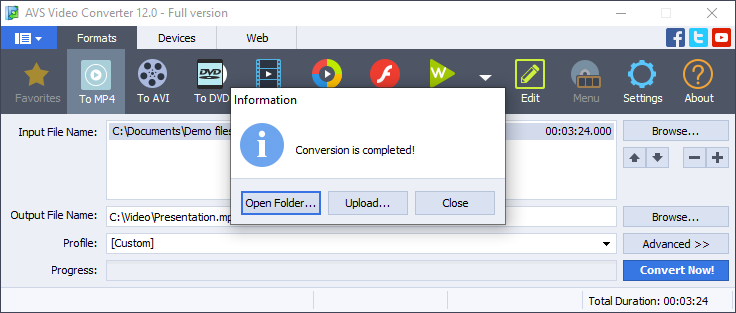 AVS Video Converter 12.0 - Full version
Formats
Devices
Web
Favorites
To MP4
To AVI
To DVD
Edit
Menu
Settings
About
Information
Conversion is completed!
Open Folder...
Upload...
Close
Input File Name:
C:\Documents\Demo files
00:03:24.000
Browse...
Output File Name:
C:\Video\Presentation.mp
Browse...
Profile:
[Custom]
Advanced >>
Progress:
Convert Now!
Total Duration: 00:03:24